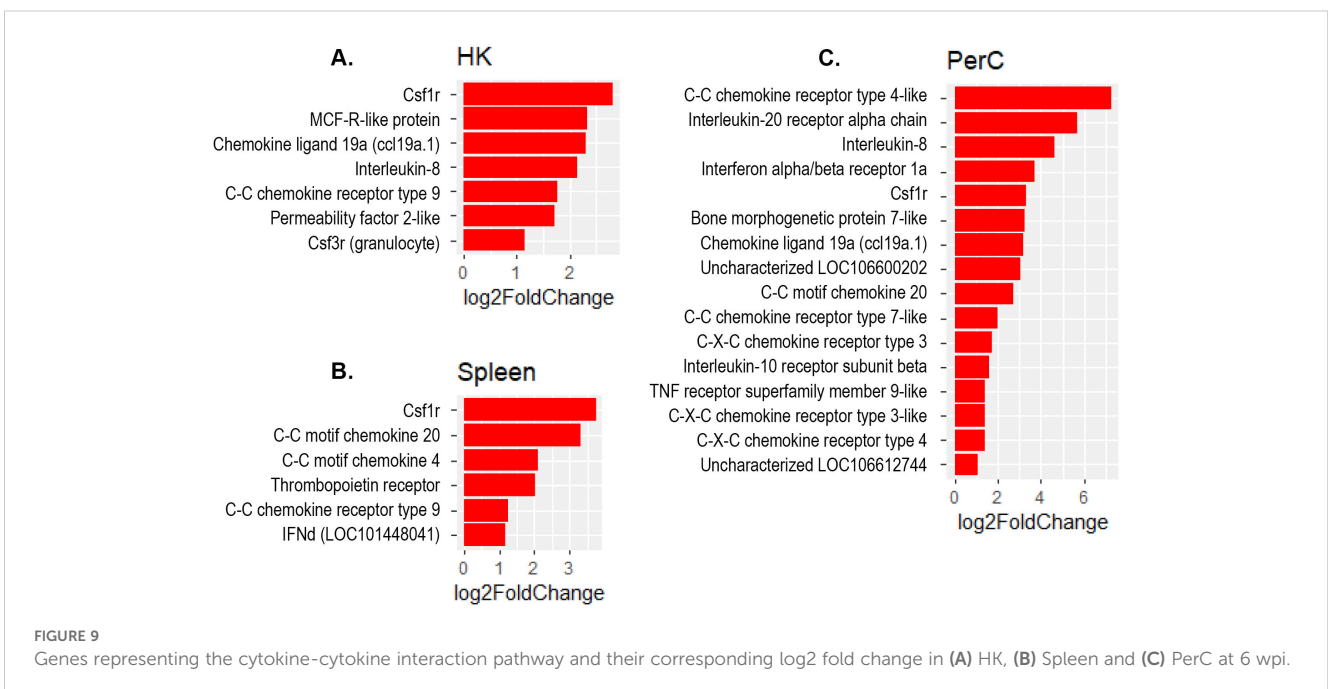 A.
HK
Csf1r
MCF-R-like protein
Chemokine ligand 19a (ccl19a.1)
Interleukin-8
C-C chemokine receptor type 9
Permeability factor 2-like
Csf3r (granulocyte)
0 1 2
log2FoldChange
B.
Spleen
Csf1r
C-C motif chemokine 20
C-C motif chemokine 4
Thrombopoietin receptor
C-C chemokine receptor type 9
IFNd (LOC101448041)
0 1 2 3
log2FoldChange
C.
PerC
C-C chemokine receptor type 4-like
Interleukin-20 receptor alpha chain
Interleukin-8
Interferon alpha/beta receptor 1a
Csf1r
Bone morphogenetic protein 7-like
Chemokine ligand 19a (ccl19a.1)
Uncharacterized LOC106600202
C-C motif chemokine 20
C-C chemokine receptor type 7-like
C-X-C chemokine receptor type 3
Interleukin-10 receptor subunit beta
TNF receptor superfamily member 9-like
C-X-C chemokine receptor type 3-like
C-X-C chemokine receptor type 4
Uncharacterized LOC106612744
0 2 4 6
log2FoldChange
FIGURE 9
Genes representing the cytokine-cytokine interaction pathway and their corresponding log2 fold change in (A) HK, (B) Spleen and (C) PerC at 6 wpi.